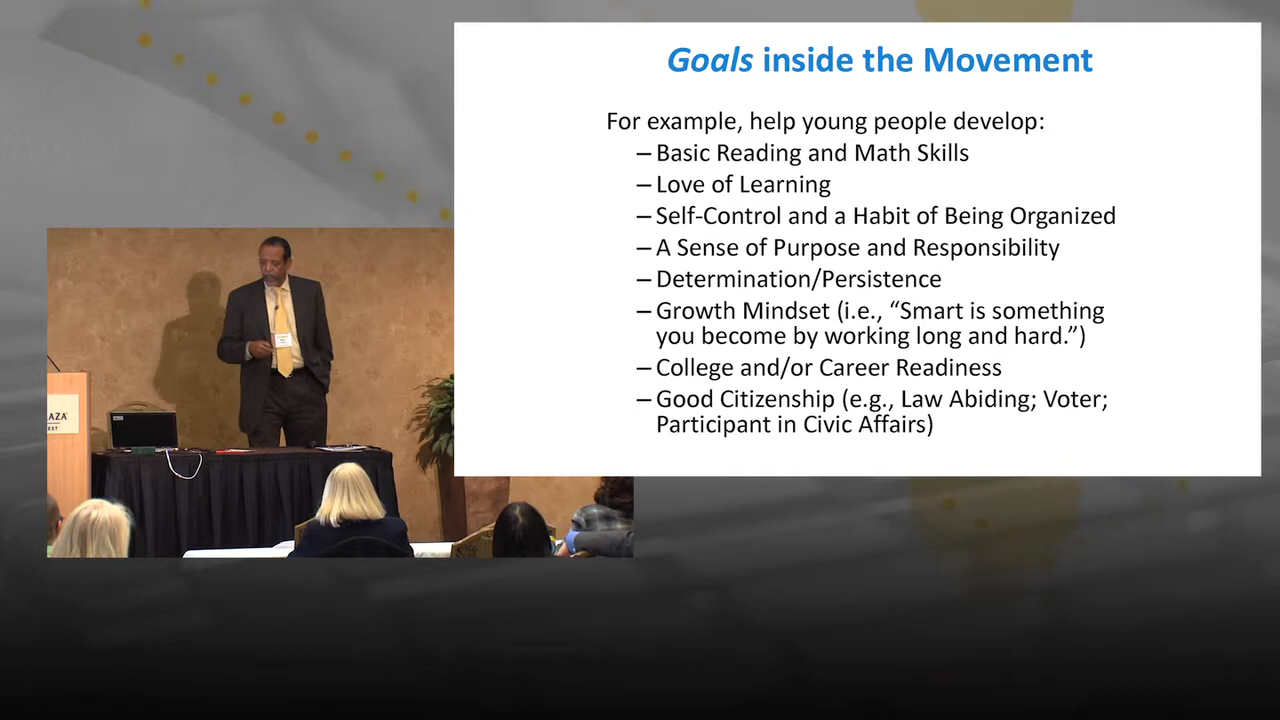 Goals inside the Movement
For example, help young people develop:
– Basic Reading and Math Skills
– Love of Learning
– Self-Control and a Habit of Being Organized
– A Sense of Purpose and Responsibility
– Determination/Persistence
– Growth Mindset (i.e., “Smart is something
you become by working long and hard.”)
– College and/or Career Readiness
– Good Citizenship (e.g., Law Abiding; Voter;
Participant in Civic Affairs)
AZA
EST